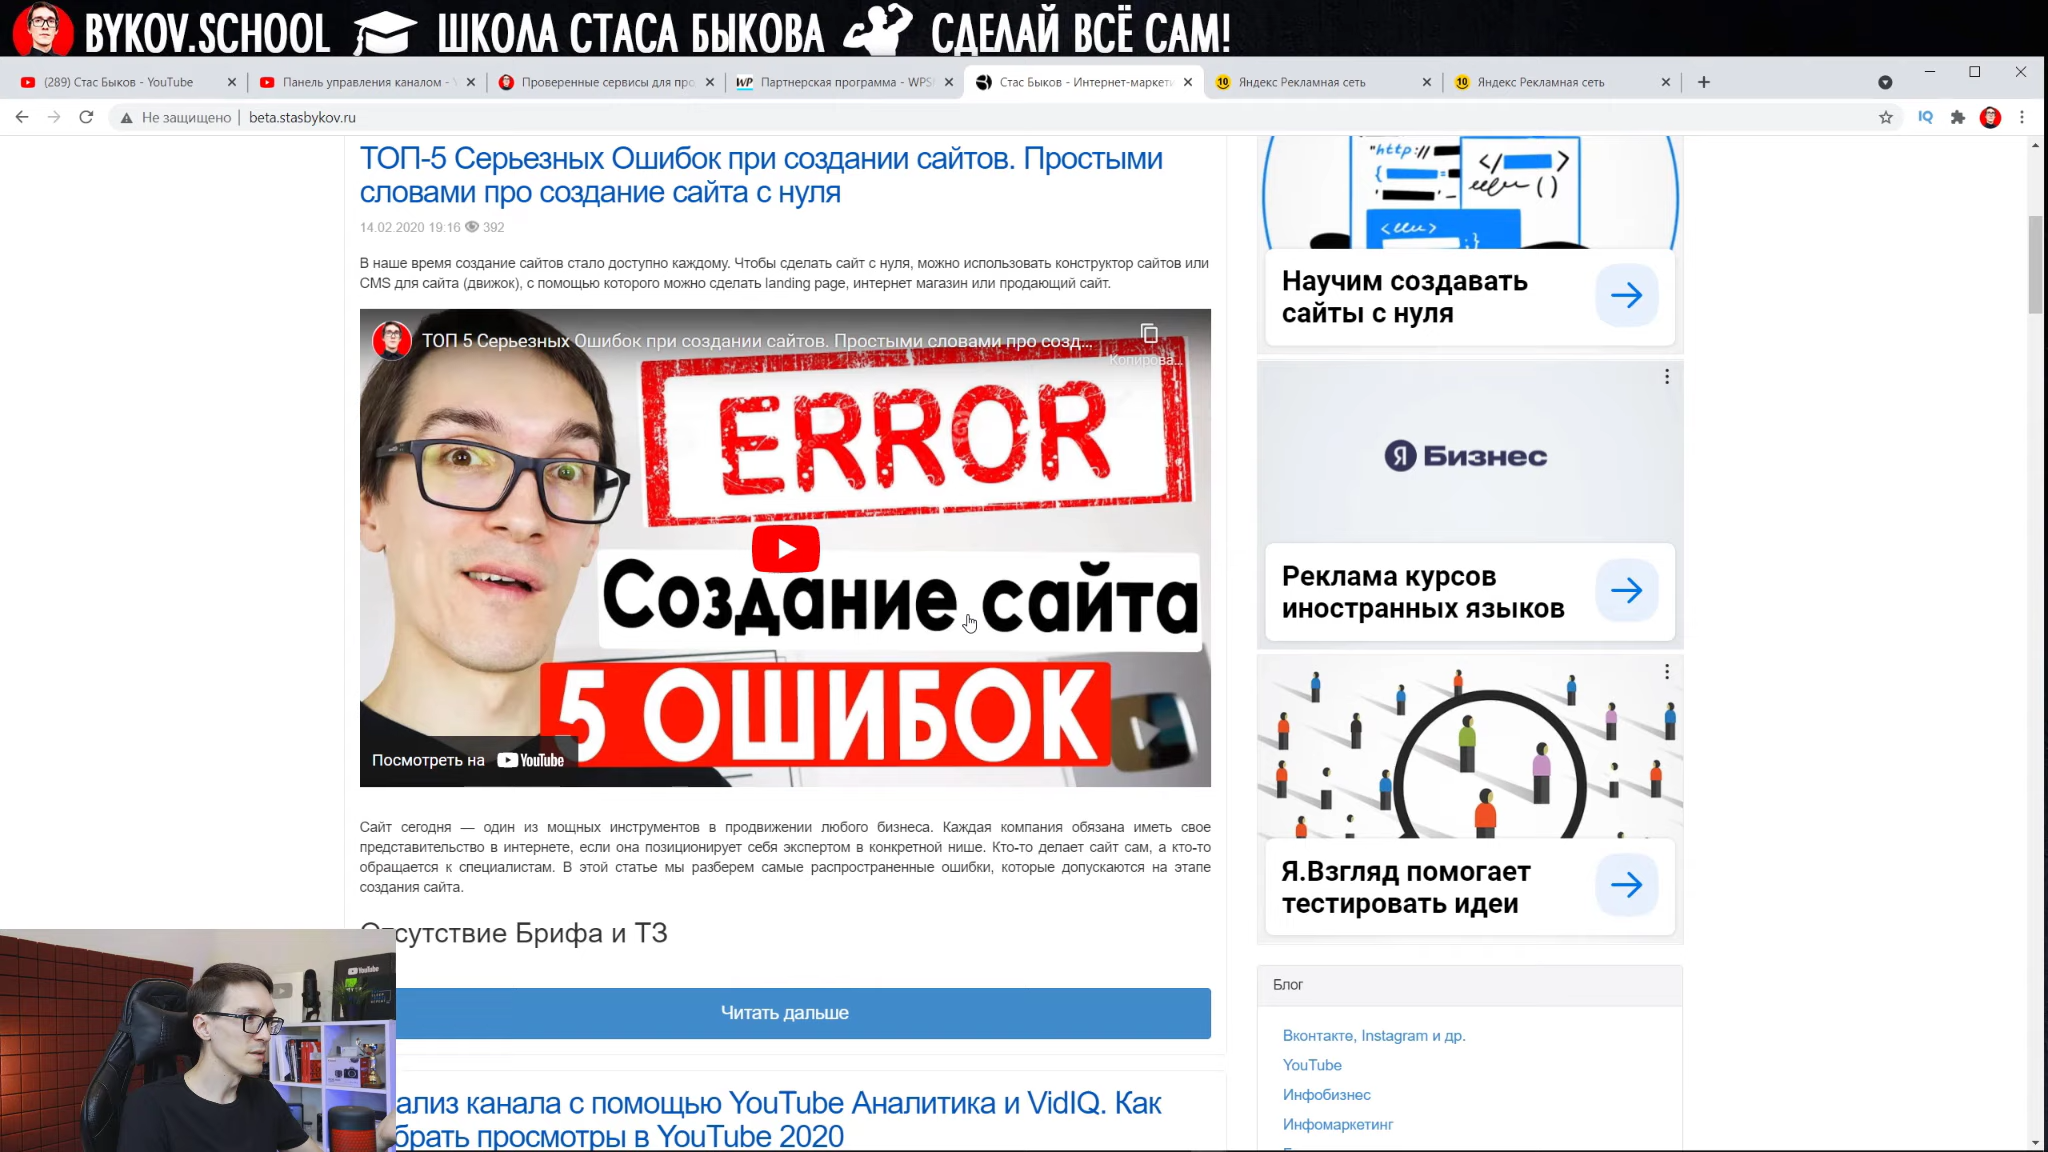 BYKOV.SCHOOL ШКОЛА СТАСА БЫКОВА СДЕЛАЙ ВСЁ САМ!
(289) Стас Быков - YouTube
Панель управления каналом -
Проверенные сервисы для про
WP Партнерская программа - WPS
Стас Быков - Интернет-маркети
10 Яндекс Рекламная сеть
10 Яндекс Рекламная сеть
Не защищено | beta.stasbykov.ru
IQ
ТОП-5 Серьезных Ошибок при создании сайтов. Простыми
словами про создание сайта с нуля
14.02.2020 19:16 392
В наше время создание сайтов стало доступно каждому. Чтобы сделать сайт с нуля, можно использовать конструктор сайтов или
CMS для сайта (движок), с помощью которого можно сделать landing page, интернет магазин или продающий сайт.
ТОП 5 Серьезных Ошибок при создании сайтов. Простыми словами про созд...
Копирова...
ERROR
Создание сайта
5 ОШИБОК
Посмотреть на YouTube
Сайт сегодня — один из мощных инструментов в продвижении любого бизнеса. Каждая компания обязана иметь свое
представительство в интернете, если она позиционирует себя экспертом в конкретной нише. Кто-то делает сайт сам, а кто-то
обращается к специалистам. В этой статье мы разберем самые распространенные ошибки, которые допускаются на этапе
создания сайта.
Отсутствие Брифа и ТЗ
Читать дальше
ализ канала с помощью YouTube Аналитика и VidIQ. Как
брать просмотры в YouTube 2020
"http://
</ >
( )
;}
Научим создавать
сайты с нуля
Я Бизнес
Реклама курсов
иностранных языков
Я.Взгляд помогает
тестировать идеи
Блог
Вконтакте, Instagram и др.
YouTube
Инфобизнес
Инфомаркетинг
YouTube